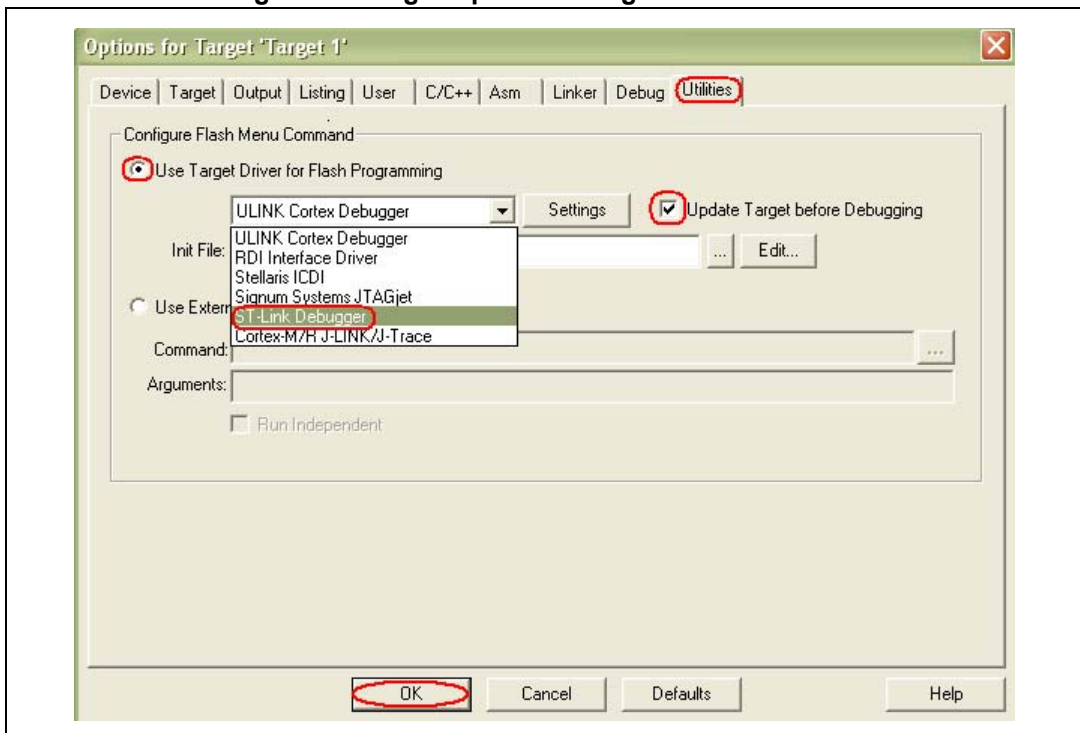 Options for Target 'Target 1'
Device Target Output Listing User C/C++ Asm Linker Debug Utilities
Configure Flash Menu Command
Use Target Driver for Flash Programming
ULINK Cortex Debugger Settings Update Target before Debugging
ULINK Cortex Debugger
Init File: ... Edit...
RDI Interface Driver
Stellaris ICDI
Signum Systems JTAGjet
Use Extern
ST-Link Debugger
Cortex-M/R J-LINK/J-Trace
Command: ...
Arguments:
Run Independent
OK Cancel Defaults Help